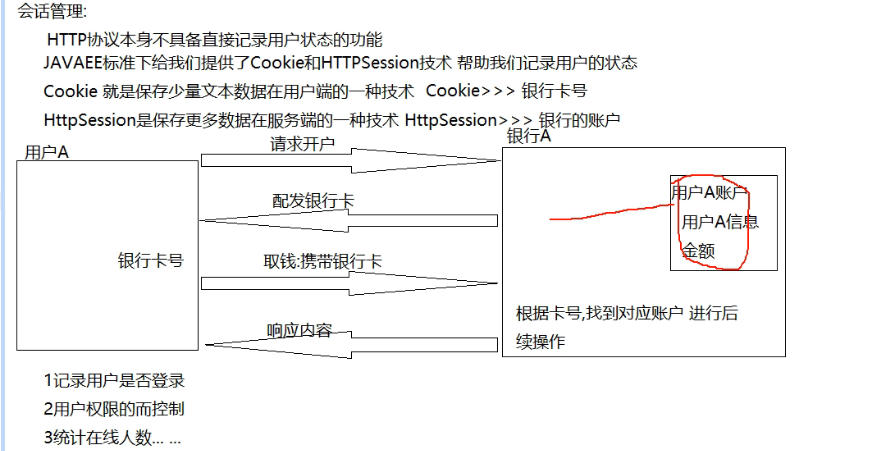 会话管理:
HTTP协议本身不具备直接记录用户状态的功能
JAVAEE标准下给我们提供了Cookie和HTTPSession技术 帮助我们记录用户的状态
Cookie 就是保存少量文本数据在用户端的一种技术 Cookie>>> 银行卡号
HttpSession是保存更多数据在服务端的一种技术 HttpSession>>> 银行的账户
用户A
请求开户
银行A
配发银行卡
用户A账户
用户A信息
金额
银行卡号
取钱:携带银行卡
根据卡号,找到对应账户 进行后
续操作
响应内容
1记录用户是否登录
2用户权限的而控制
3统计在线人数... ...